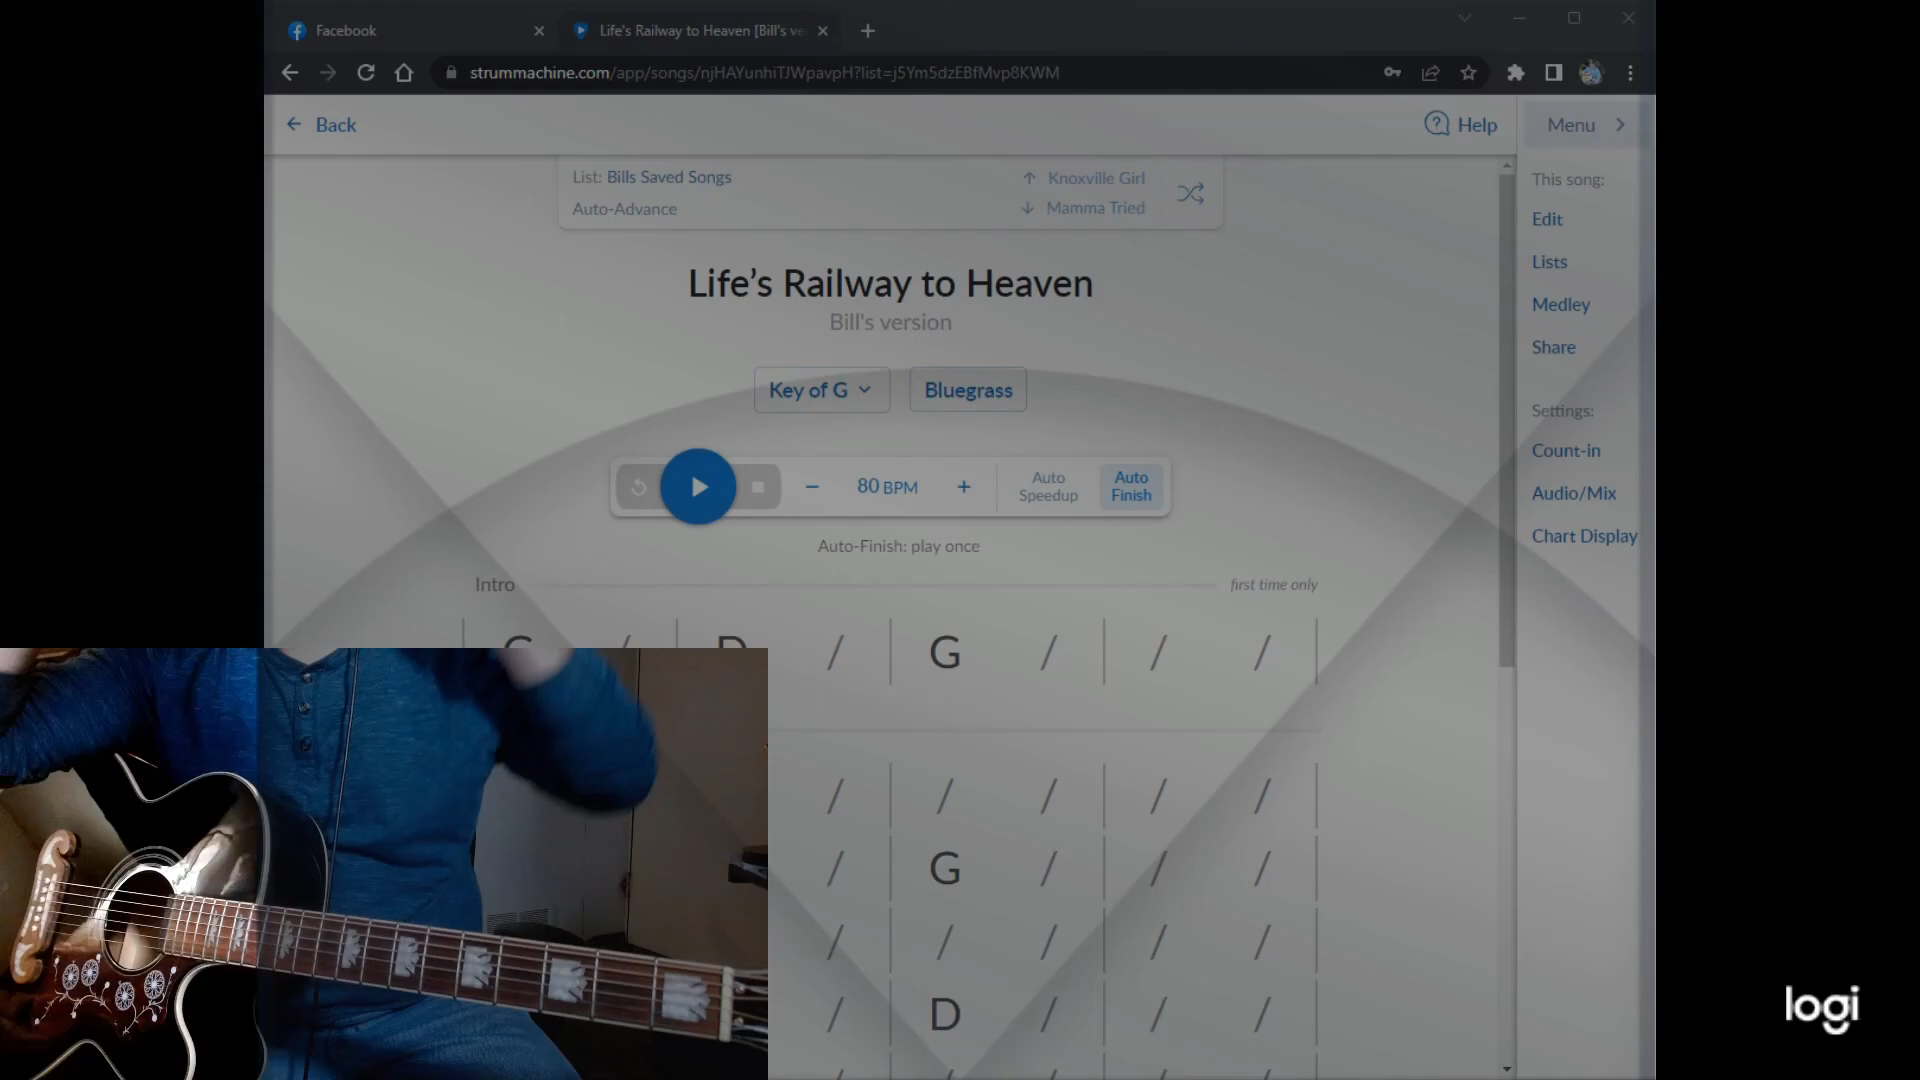 Facebook
Life's Railway to Heaven [Bill's ve
strummachine.com/app/songs/njHAYunhiTJWpavpH?list=j5Ym5dzEBfMvp8KWM
Back
Help
Menu
List: Bills Saved Songs
Knoxville Girl
Auto-Advance
Mamma Tried
This song:
Edit
Lists
Medley
Share
Settings:
Count-in
Audio/Mix
Chart Display
Life’s Railway to Heaven
Bill's version
Key of G
Bluegrass
80 BPM
Auto Speedup
Auto Finish
Auto-Finish: play once
Intro
first time only
G / D / G / / /
/ / / / /
/ G / / /
/ / / / /
/ D / / /
logi